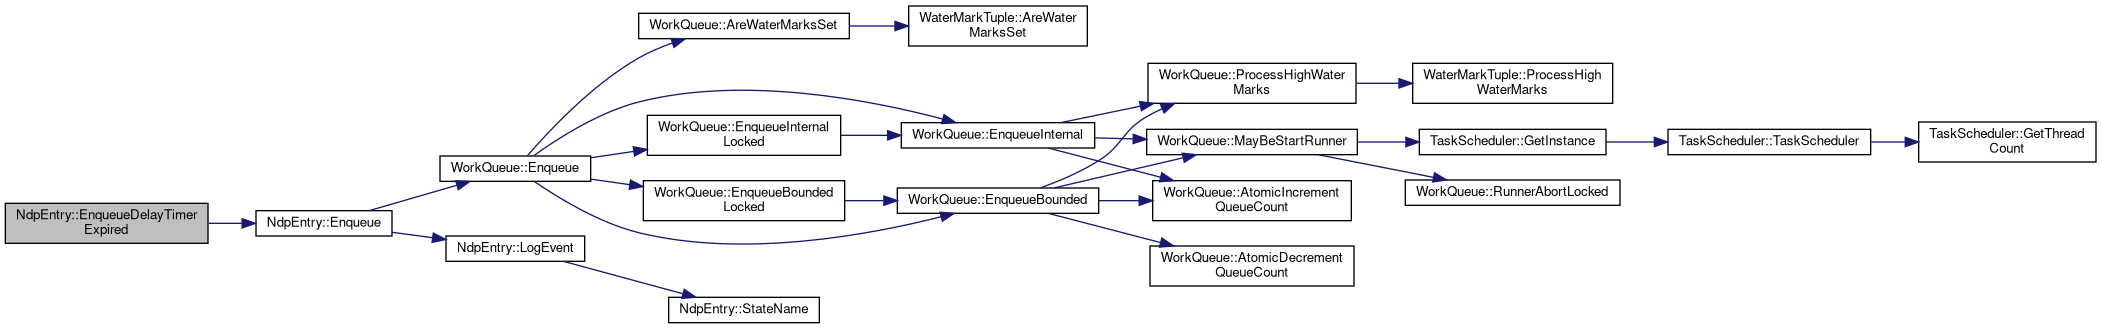 NdpEntry::EnqueueDelayTimer
Expired
NdpEntry::Enqueue
WorkQueue::Enqueue
NdpEntry::LogEvent
WorkQueue::AreWaterMarksSet
WorkQueue::EnqueueInternal
Locked
WorkQueue::EnqueueBounded
Locked
NdpEntry::StateName
WaterMarkTuple::AreWater
MarksSet
WorkQueue::EnqueueInternal
WorkQueue::EnqueueBounded
WorkQueue::ProcessHighWater
Marks
WorkQueue::MayBeStartRunner
WorkQueue::AtomicIncrement
QueueCount
WorkQueue::AtomicDecrement
QueueCount
WaterMarkTuple::ProcessHigh
WaterMarks
TaskScheduler::GetInstance
WorkQueue::RunnerAbortLocked
TaskScheduler::TaskScheduler
TaskScheduler::GetThread
Count